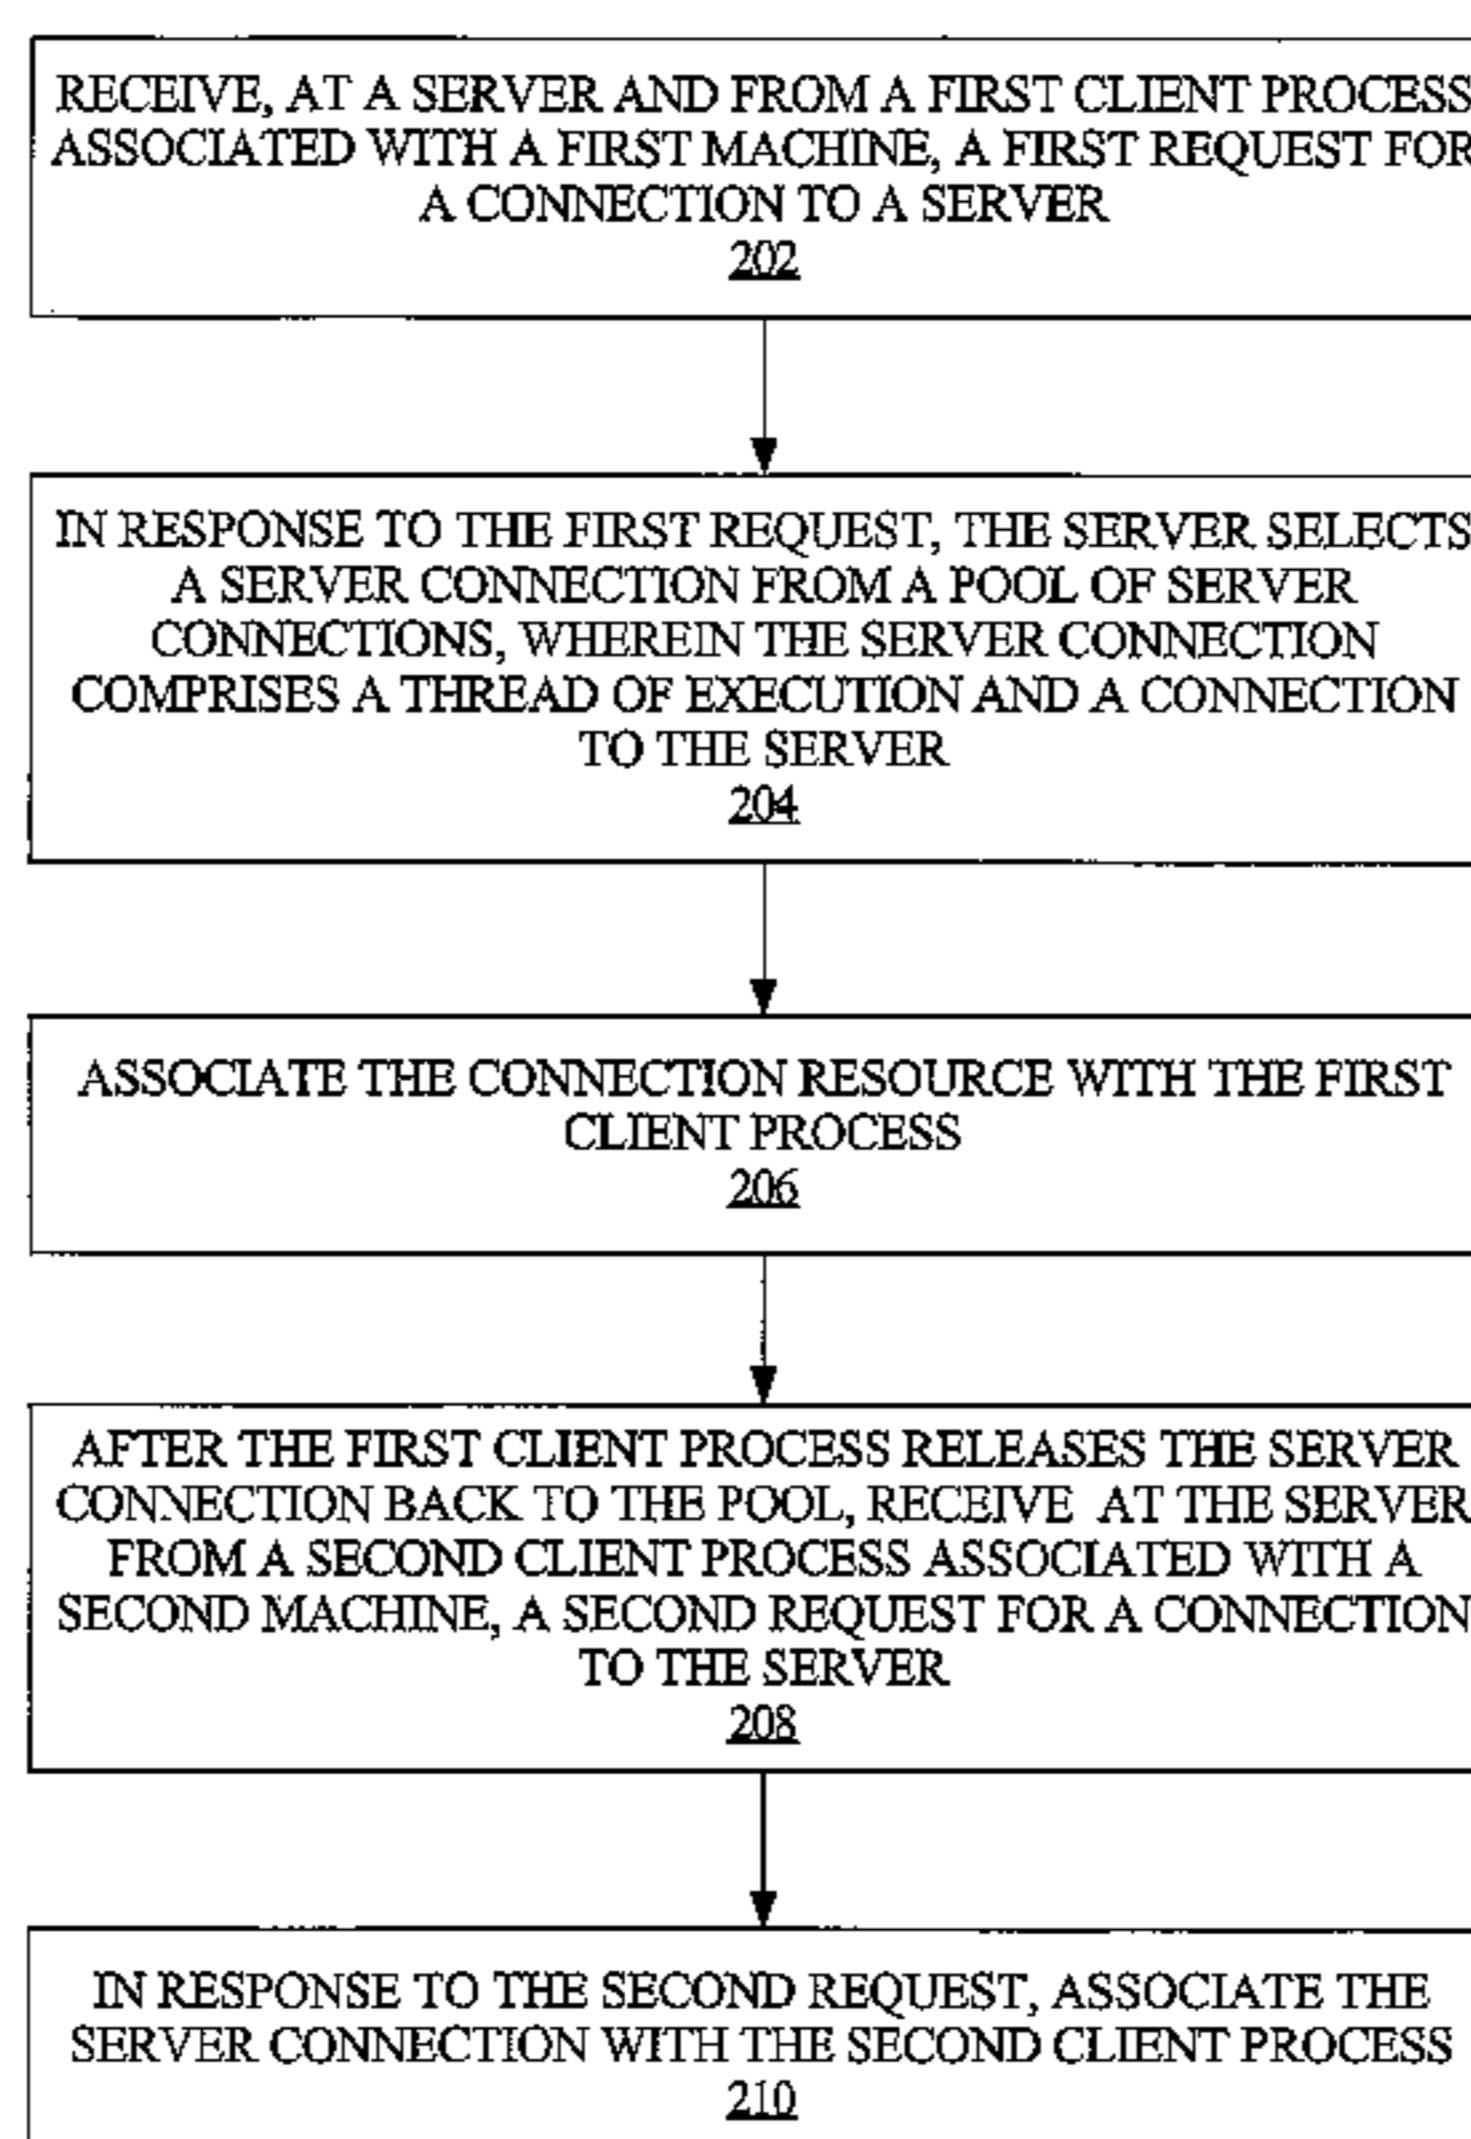 RECEIVE, AT A SERVER AND FROM A FIRST CLIENT PROCESS
ASSOCIATED WITH A FIRST MACHINE, A FIRST REQUEST FOR
A CONNECTION TO A SERVER
202
IN RESPONSE TO THE FIRST REQUEST, THE SERVER SELECTS
A SERVER CONNECTION FROM A POOL OF SERVER
CONNECTIONS, WHEREIN THE SERVER CONNECTION
COMPRISES A THREAD OF EXECUTION AND A CONNECTION
TO THE SERVER
204
ASSOCIATE THE CONNECTION RESOURCE WITH THE FIRST
CLIENT PROCESS
206
AFTER THE FIRST CLIENT PROCESS RELEASES THE SERVER
CONNECTION BACK TO THE POOL, RECEIVE AT THE SERVER
FROM A SECOND CLIENT PROCESS ASSOCIATED WITH A
SECOND MACHINE, A SECOND REQUEST FOR A CONNECTION
TO THE SERVER
208
IN RESPONSE TO THE SECOND REQUEST, ASSOCIATE THE
SERVER CONNECTION WITH THE SECOND CLIENT PROCESS
210